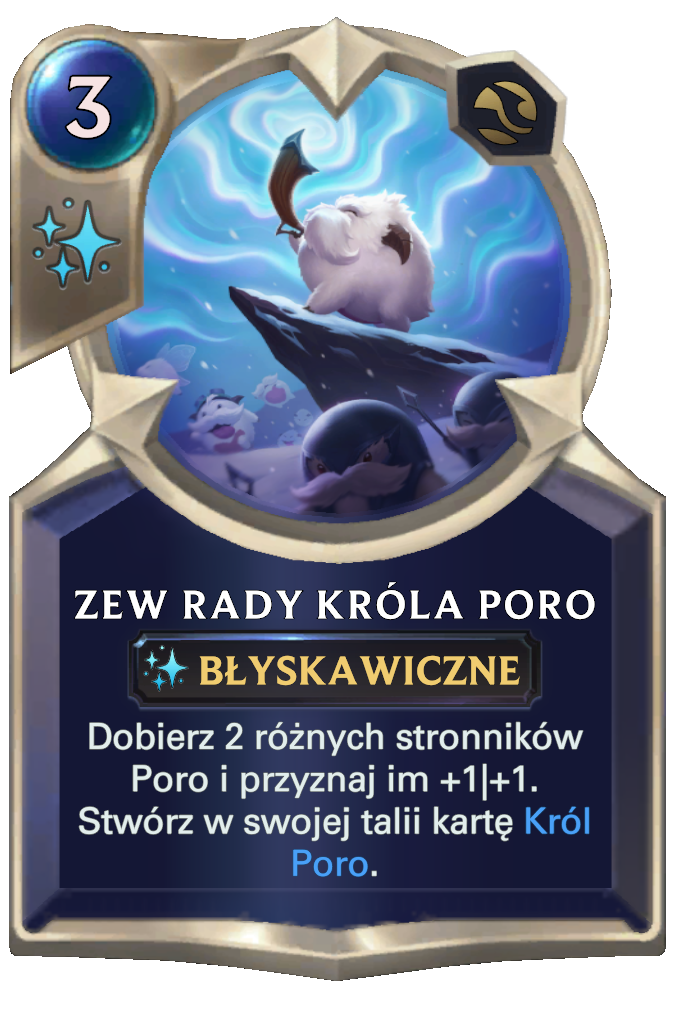 3
ZEW RADY KRÓLA PORO
BŁYSKAWICZNE
Dobierz 2 różnych stronników
Poro i przyznaj im +1|+1.
Stwórz w swojej talii kartę Król
Poro.